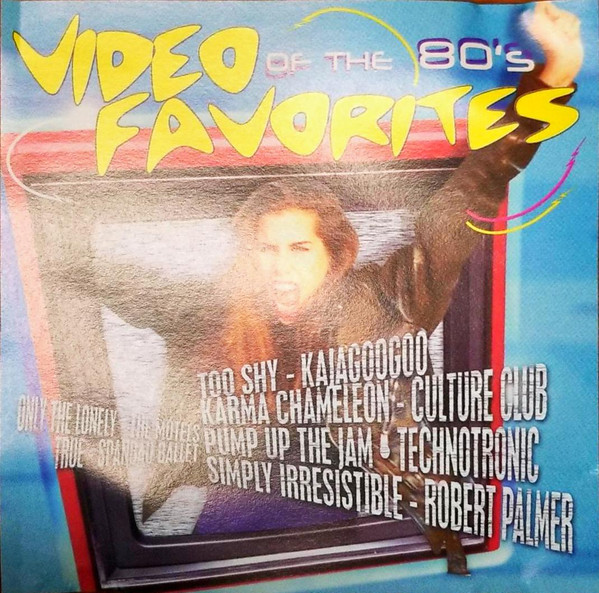 VIDEO OF THE 80's
FAVORITES
TOO SHY - KAJAGOOGOO
KARMA CHAMELEON - CULTURE CLUB
ONLY THE LONELY - THE MOTELS
PUMP UP THE JAM - TECHNOTRONIC
TRUE - SPANDAU BALLET
SIMPLY IRRESISTIBLE - ROBERT PALMER